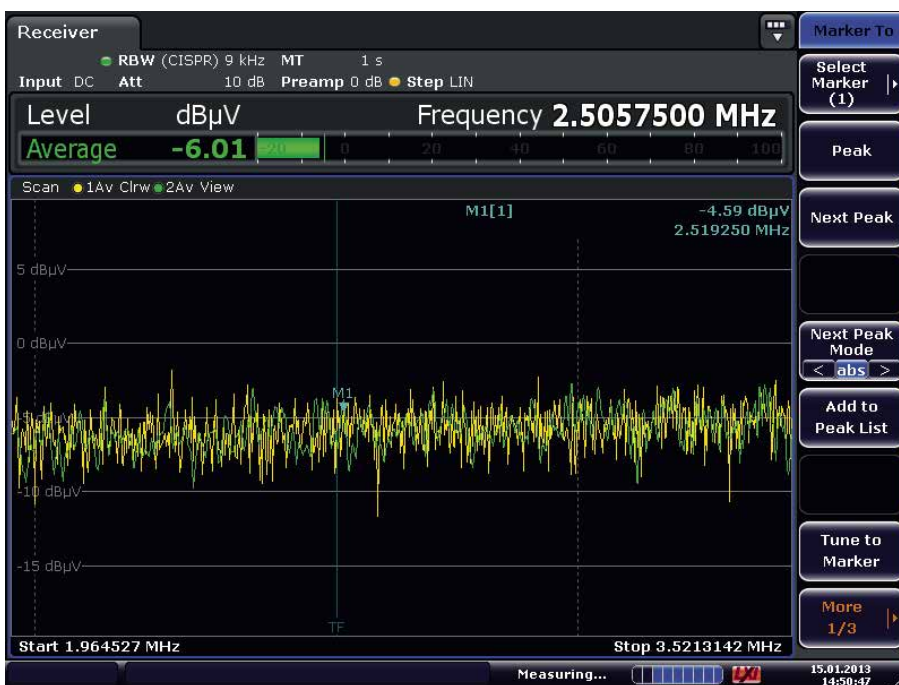 Receiver
RBW (CISPR) 9 kHz MT 1 s
Input DC Att 10 dB Preamp 0 dB Step LIN
Level dBµV Frequency 2.5057500 MHz
Average -6.01 -20 0 20 40 60 80 100
Scan 1Av Clrw 2Av View
M1[1] -4.59 dBµV
2.519250 MHz
5 dBµV
0 dBµV
M1
-5 dBµV
-10 dBµV
-15 dBµV
TF
Start 1.964527 MHz Stop 3.5213142 MHz
Measuring... LXI 15.01.2013
14:50:47
Marker To
Select
Marker
(1)
Peak
Next Peak
Next Peak
Mode
< abs >
Add to
Peak List
Tune to
Marker
More
1/3